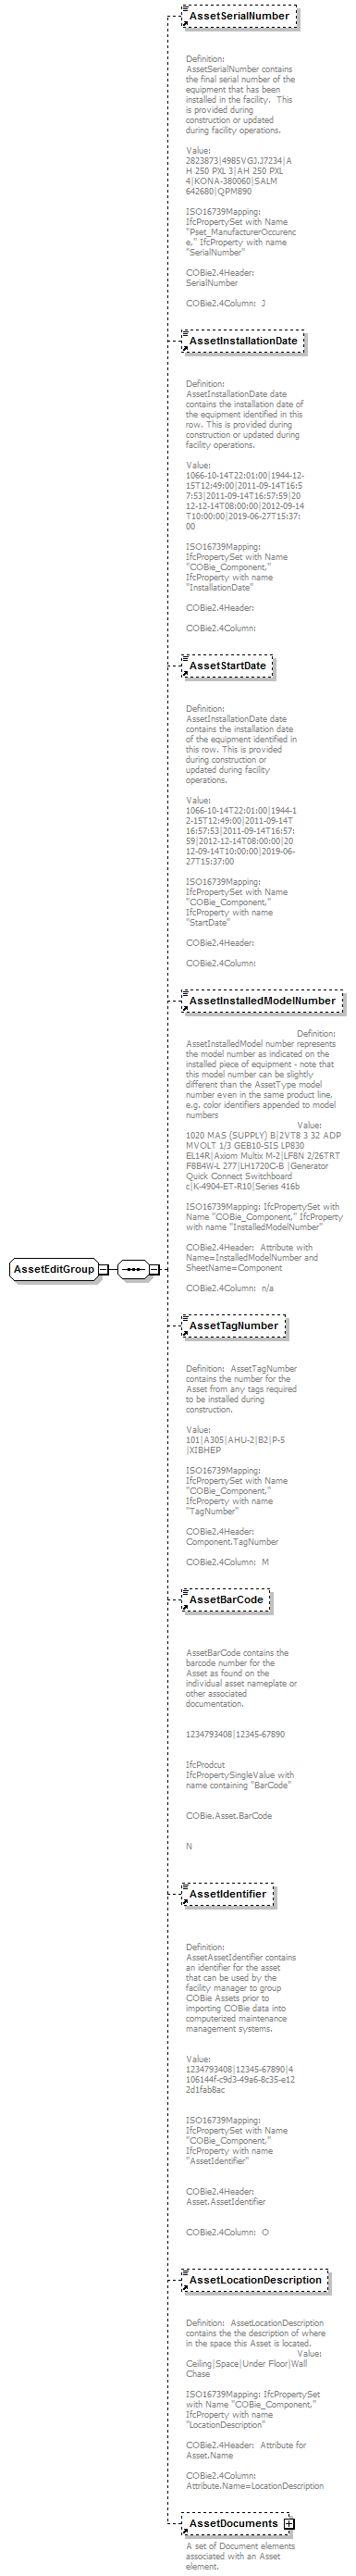 AssetSerialNumber
Definition:
AssetSerialNumber contains
the final serial number of the
equipment that has been
installed in the facility.  This
is provided during
construction or updated
during facility operations.
Value:
2823873|4985VGJ.J7234|A
H 250 PXL 3|AH 250 PXL
4|KONA-380060|SALM
642680|QPM890
ISO16739Mapping:
IfcPropertySet with Name
"Pset_ManufacturerOccurenc
e," IfcProperty with name
"SerialNumber"
COBie2.4Header:
SerialNumber
COBie2.4Column:  J
AssetInstallationDate
Definition:
AssetInstallationDate date
contains the installation date of
the equipment identified in this
row. This is provided during
construction or updated during
facility operations.
Value:
1066-10-14T22:01:00|1944-12-
15T12:49:00|2011-09-14T16:5
7:53|2011-09-14T16:57:59|20
12-12-14T08:00:00|2012-09-14
T10:00:00|2019-06-27T15:37:
00
ISO16739Mapping:
IfcPropertySet with Name
"COBie_Component,"
IfcProperty with name
"InstallationDate"
COBie2.4Header:
COBie2.4Column:
AssetStartDate
Definition:
AssetInstallationDate date
contains the installation date
of the equipment identified in
this row. This is provided
during construction or
updated during facility
operations.
Value:
1066-10-14T22:01:00|1944-1
2-15T12:49:00|2011-09-14T
16:57:53|2011-09-14T16:57:
59|2012-12-14T08:00:00|20
12-09-14T10:00:00|2019-06-
27T15:37:00
ISO16739Mapping:
IfcPropertySet with Name
"COBie_Component,"
IfcProperty with name
"StartDate"
COBie2.4Header:
COBie2.4Column:
AssetInstalledModelNumber
Definition:
AssetInstalledModel number represents
the model number as indicated on the
installed piece of equipment - note that
this model number can be slightly
different than the AssetType model
number even in the same product line,
e.g. color identifiers appended to model
numbers
Value:
1020 MAS (SUPPLY) B|2VT8 3 32 ADP
MVOLT 1/3 GEB10-SIS LP830
EL14R|Axiom Multix M-2|LF8N 2/26TRT
F8B4W-L 277|LH1720C-B |Generator
Quick Connect Switchboard
c|K-4904-ET-R10|Series 416b
ISO16739Mapping: IfcPropertySet with
Name "COBie_Component," IfcProperty
with name "InstalledModelNumber"
COBie2.4Header:  Attribute with
Name=InstalledModelNumber and
SheetName=Component
COBie2.4Column:  n/a
AssetEditGroup
AssetTagNumber
Definition:  AssetTagNumber
contains the number for the
Asset from any tags required
to be installed during
construction.
Value:
101|A305|AHU-2|B2|P-5
|XIBHEP
ISO16739Mapping:
IfcPropertySet with Name
"COBie_Component,"
IfcProperty with name
"TagNumber"
COBie2.4Header:
Component.TagNumber
COBie2.4Column:  M
AssetBarCode
AssetBarCode contains the
barcode number for the
Asset as found on the
individual asset nameplate or
other associated
documentation.
1234793408|12345-67890
IfcProdcut
IfcPropertySingleValue with
name containing "BarCode"
COBie.Asset.BarCode
N
AssetIdentifier
Definition:
AssetAssetIdentifier contains
an identifier for the asset
that can be used by the
facility manager to group
COBie Assets prior to
importing COBie data into
computerized maintenance
management systems.
Value:
1234793408|12345-67890|4
106144f-c9d3-49a6-8c35-e12
2d1fab8ac
ISO16739Mapping:
IfcPropertySet with Name
"COBie_Component,"
IfcProperty with name
"AssetIdentifier"
COBie2.4Header:
Asset.AssetIdentifier
COBie2.4Column:  O
AssetLocationDescription
Definition:  AssetLocationDescription
contains the the description of where
in the space this Asset is located.
Value:
Ceiling|Space|Under Floor|Wall
Chase
ISO16739Mapping: IfcPropertySet
with Name "COBie_Component,"
IfcProperty with name
"LocationDescription"
COBie2.4Header:  Attribute for
Asset.Name
COBie2.4Column:
Attribute.Name=LocationDescription
AssetDocuments
A set of Document elements
associated with an Asset
element.